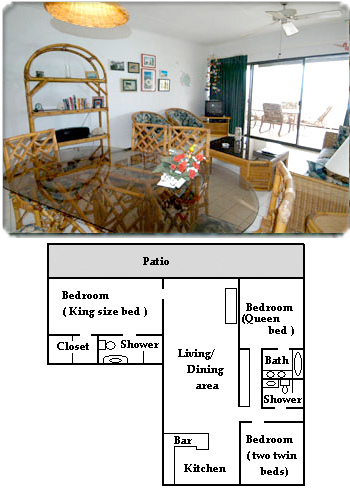 Patio
Bedroom
( King size bed )
Bedroom
(Queen
bed )
Closet
Shower
Living/
Dining
area
Bath
Shower
Bar
Kitchen
Bedroom
( two twin
beds)